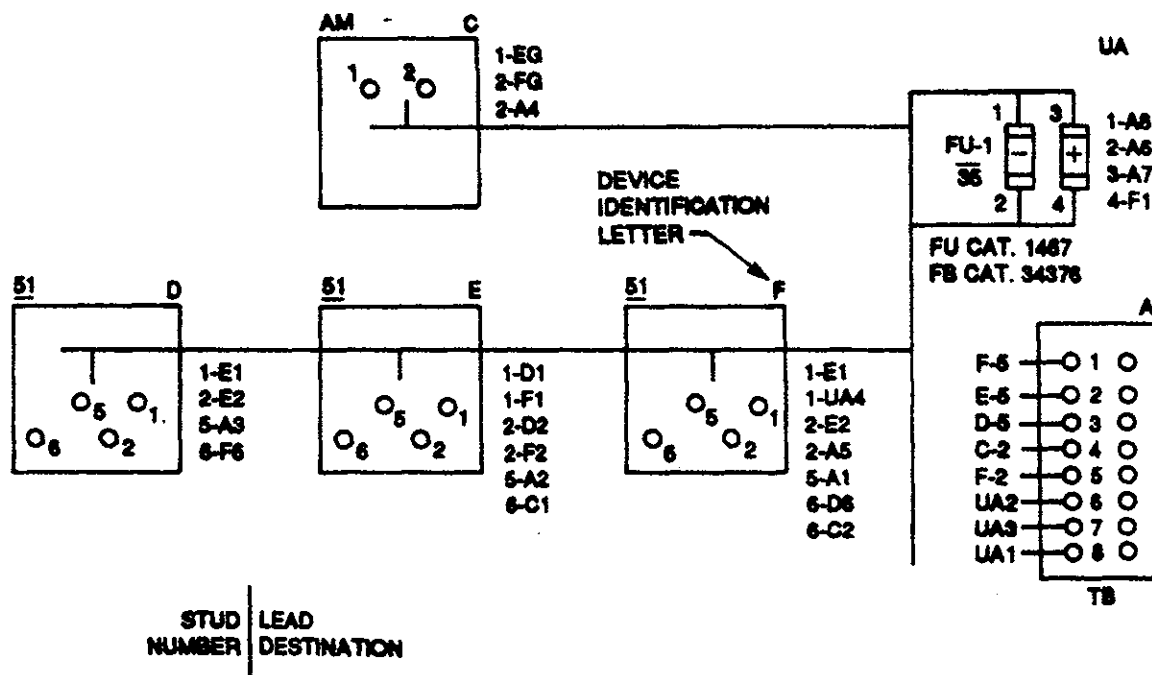 AM C
1 2
1-EG
2-FG
2-A4
UA
1 3
FU-1
35
- +
2 4
1-A8
2-A6
3-A7
4-F1
FU CAT. 1467
FB CAT. 34376
DEVICE
IDENTIFICATION
LETTER
51 D
5 1
6 2
1-E1
2-E2
5-A3
6-F6
51 E
5 1
6 2
1-D1
1-F1
2-D2
2-F2
5-A2
6-C1
51 F
5 1
6 2
1-E1
1-UA4
2-E2
2-A5
5-A1
6-D6
6-C2
A
F-5 1
E-5 2
D-5 3
C-2 4
F-2 5
UA2 6
UA3 7
UA1 8
TB
STUD LEAD
NUMBER DESTINATION